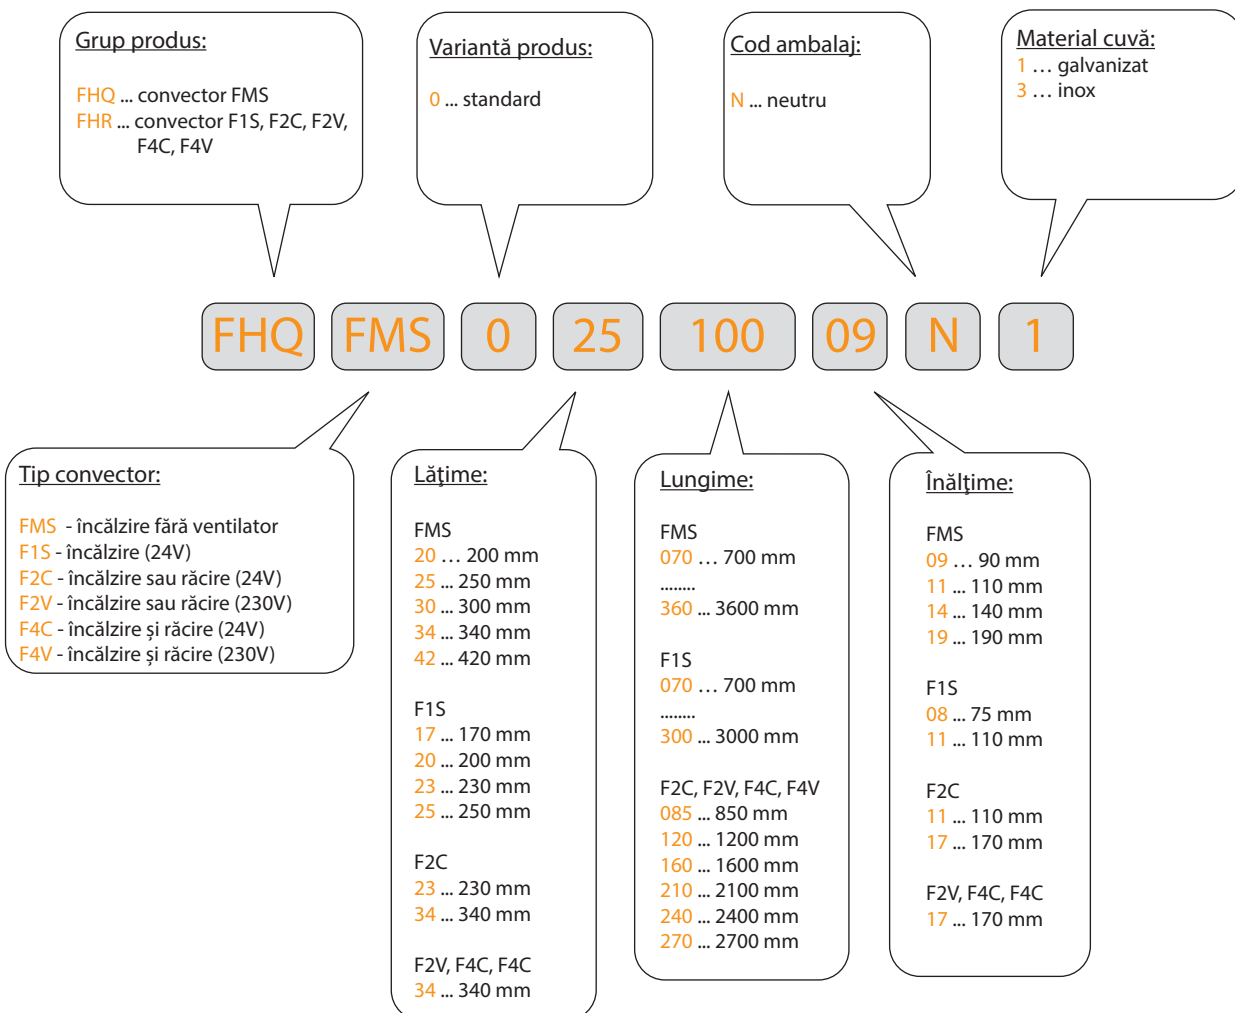 Grup produs:
FHQ ... convector FMS
FHR ... convector F1S, F2C, F2V,
F4C, F4V
Variantă produs:
0 ... standard
Cod ambalaj:
N ... neutru
Material cuvă:
1 ... galvanizat
3 ... inox
FHQ FMS 0 25 100 09 N 1
Tip convector:
FMS - încălzire fără ventilator
F1S - încălzire (24V)
F2C - încălzire sau răcire (24V)
F2V - încălzire sau răcire (230V)
F4C - încălzire și răcire (24V)
F4V - încălzire și răcire (230V)
Lăţime:
FMS
20 ... 200 mm
25 ... 250 mm
30 ... 300 mm
34 ... 340 mm
42 ... 420 mm
F1S
17 ... 170 mm
20 ... 200 mm
23 ... 230 mm
25 ... 250 mm
F2C
23 ... 230 mm
34 ... 340 mm
F2V, F4C, F4C
34 ... 340 mm
Lungime:
FMS
070 ... 700 mm
........
360 ... 3600 mm
F1S
070 ... 700 mm
........
300 ... 3000 mm
F2C, F2V, F4C, F4V
085 ... 850 mm
120 ... 1200 mm
160 ... 1600 mm
210 ... 2100 mm
240 ... 2400 mm
270 ... 2700 mm
Înălţime:
FMS
09 ... 90 mm
11 ... 110 mm
14 ... 140 mm
19 ... 190 mm
F1S
08 ... 75 mm
11 ... 110 mm
F2C
11 ... 110 mm
17 ... 170 mm
F2V, F4C, F4C
17 ... 170 mm